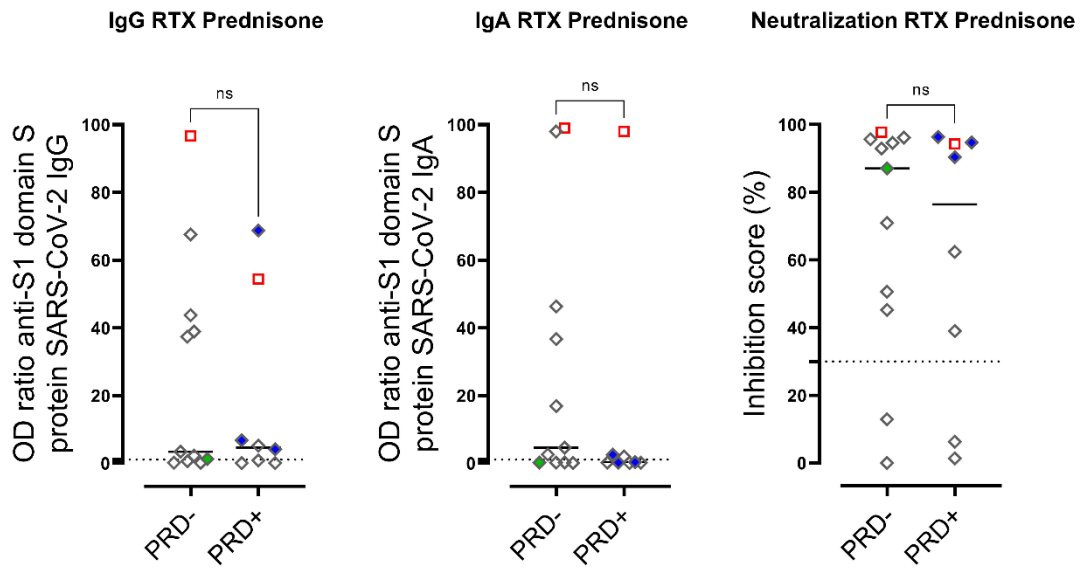 IgG RTX Prednisone
IgA RTX Prednisone
Neutralization RTX Prednisone
ns
ns
ns
OD ratio anti-S1 domain S
protein SARS-CoV-2 IgG
100
80
60
40
20
0
PRD-
PRD+
OD ratio anti-S1 domain S
protein SARS-CoV-2 IgA
100
80
60
40
20
0
PRD-
PRD+
Inhibition score (%)
100
80
60
40
20
0
PRD-
PRD+